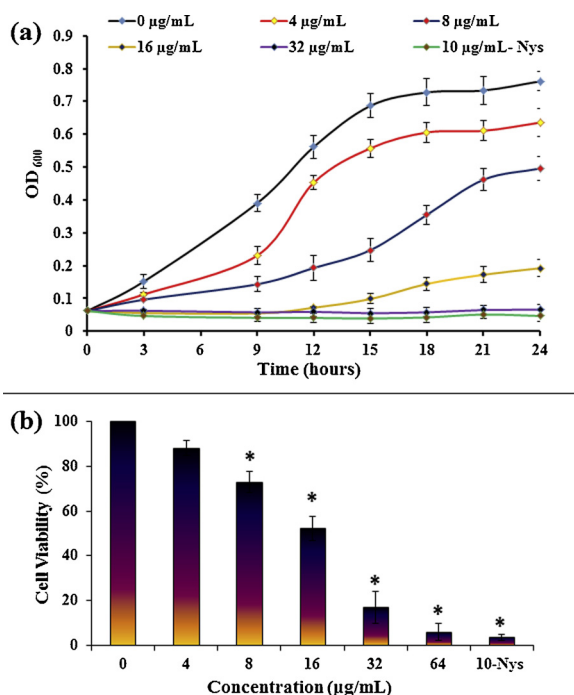 (a)
0 µg/mL 4 µg/mL 8 µg/mL
16 µg/mL 32 µg/mL 10 µg/mL- Nys
0.9
0.8
0.7
0.6
0.5
0.4
0.3
0.2
0.1
0
OD600
0 3 6 9 12 15 18 21 24
Time (hours)
(b)
100
80
60
40
20
0
Cell Viability (%)
* * * * *
0 4 8 16 32 64 10-Nys
Concentration (µg/mL)